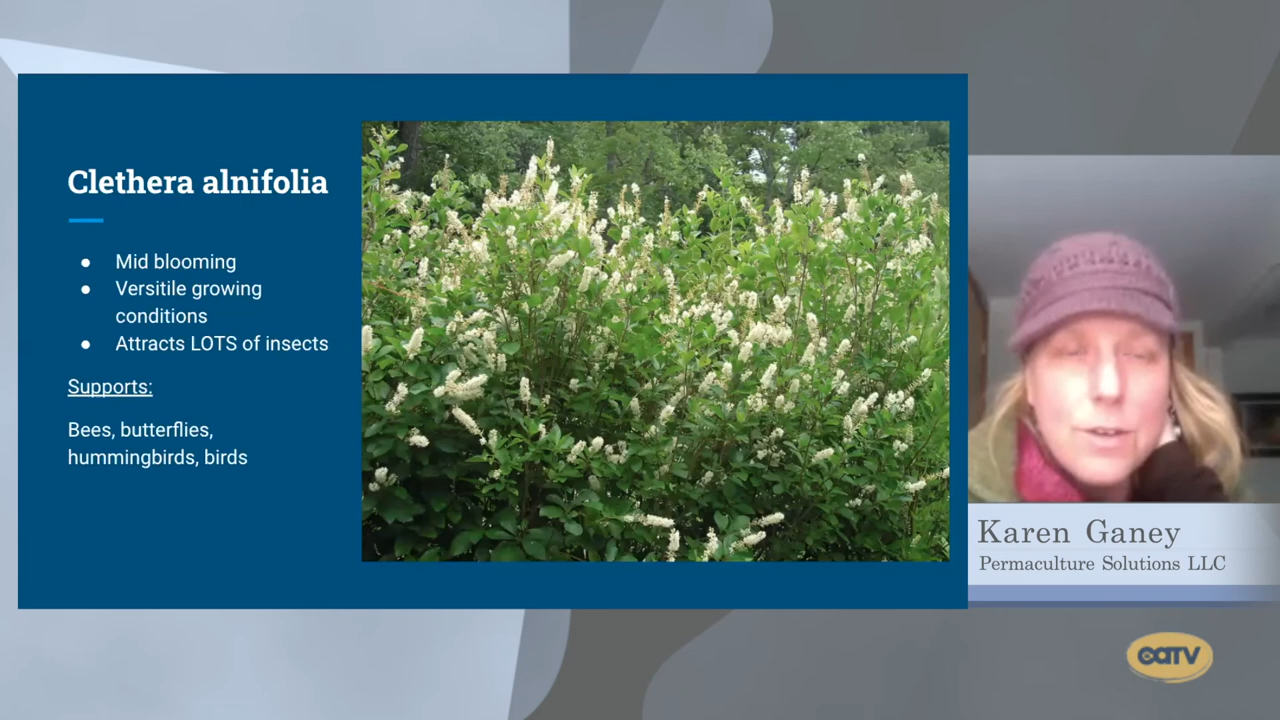 Clethera alnifolia
● Mid blooming
● Versitile growing
conditions
● Attracts LOTS of insects
Supports:
Bees, butterflies,
hummingbirds, birds
Karen Ganey
Permaculture Solutions LLC
CATV